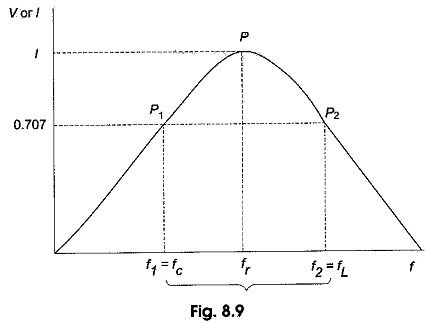 V or I
P
I
P1
P2
0.707
f1 = fc
fr
f2 = fL
f
Fig. 8.9